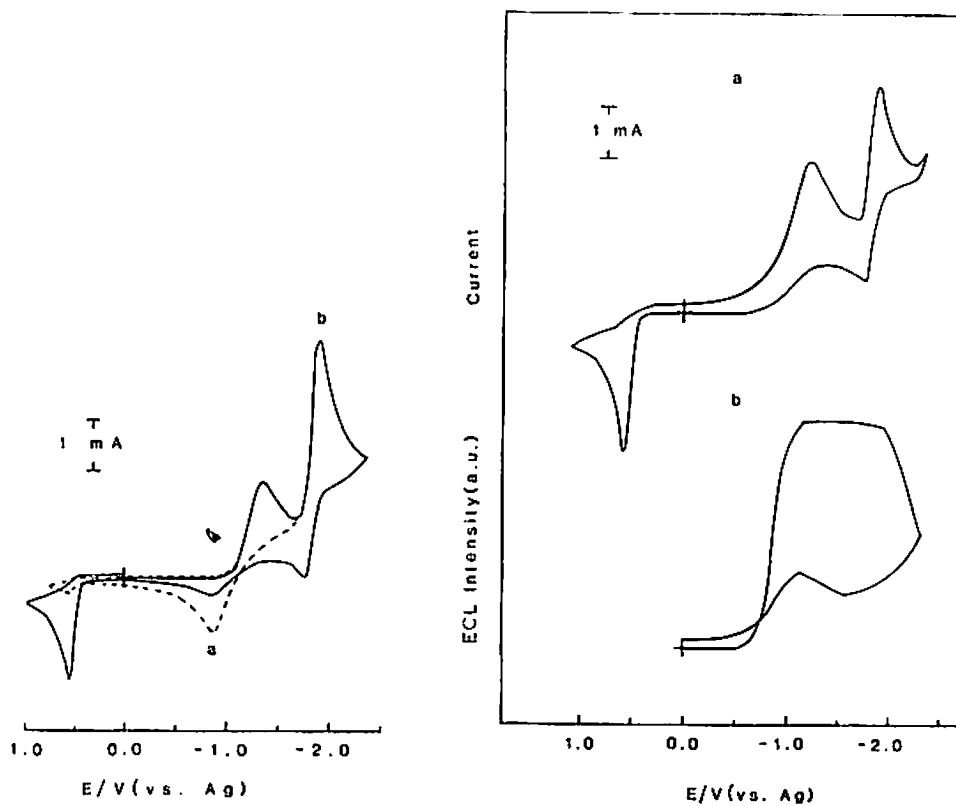 b
1 mA
a
1.0 0.0 -1.0 -2.0
E/V(vs. Ag)
a
1 mA
Current
b
ECL Intensity(a.u.)
1.0 0.0 -1.0 -2.0
E/V(vs. Ag)